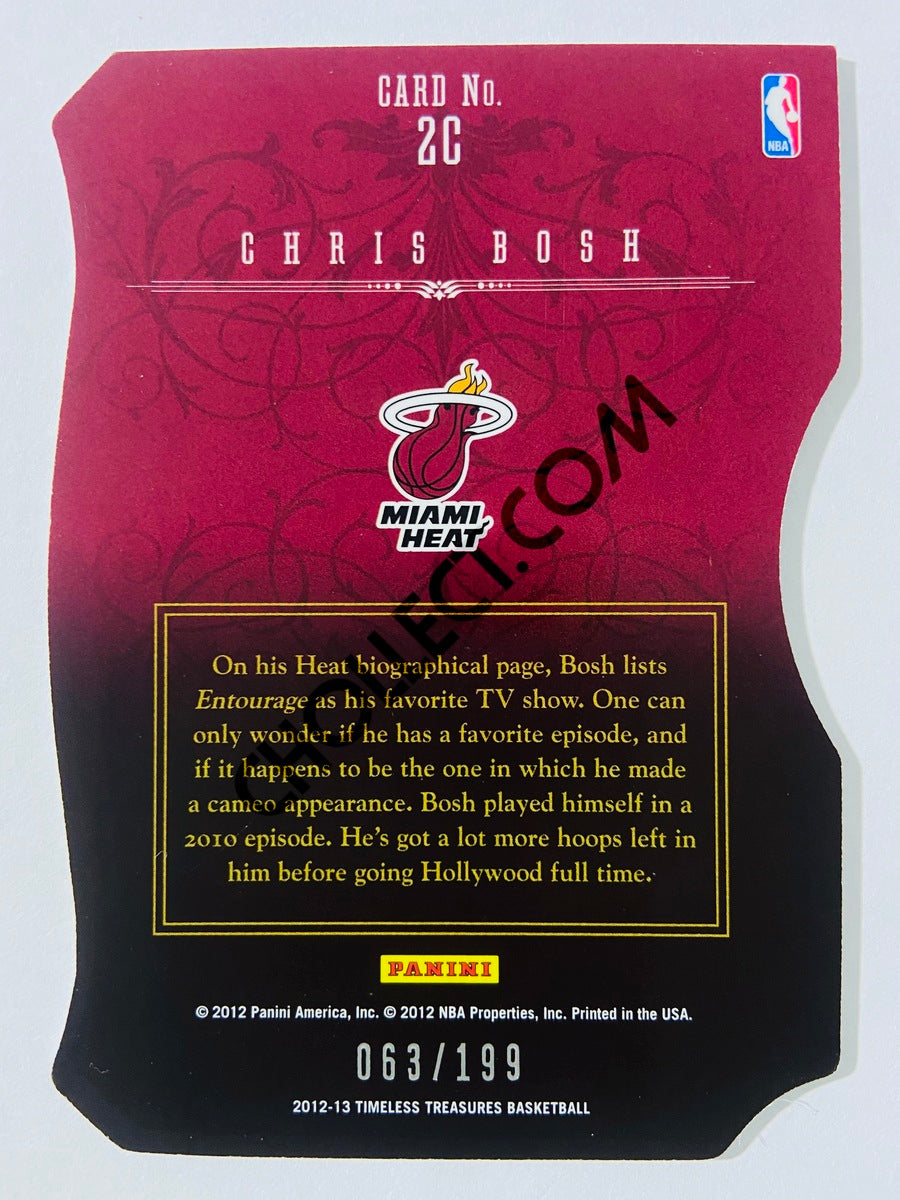 CARD No.
2C
NBA
CHRIS BOSH
MIAMI
HEAT
On his Heat biographical page, Bosh lists
Entourage as his favorite TV show. One can
only wonder if he has a favorite episode, and
if it happens to be the one in which he made
a cameo appearance. Bosh played himself in a
2010 episode. He's got a lot more hoops left in
him before going Hollywood full time.
CHOLLECT.COM
PANINI
© 2012 Panini America, Inc. © 2012 NBA Properties, Inc. Printed in the USA.
063/199
2012-13 TIMELESS TREASURES BASKETBALL